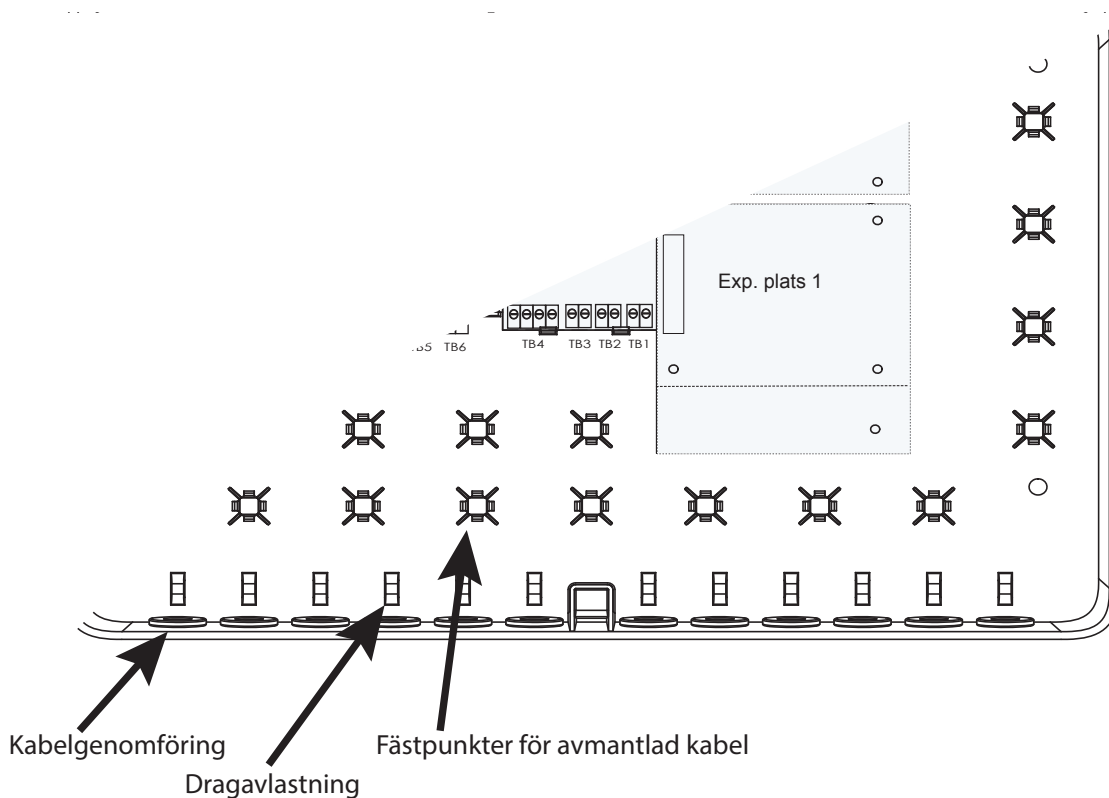 Exp. plats 1
TB6 TB4 TB3 TB2 TB1
Kabelgenomföring
Fästpunkter för avmantlad kabel
Dragavlastning